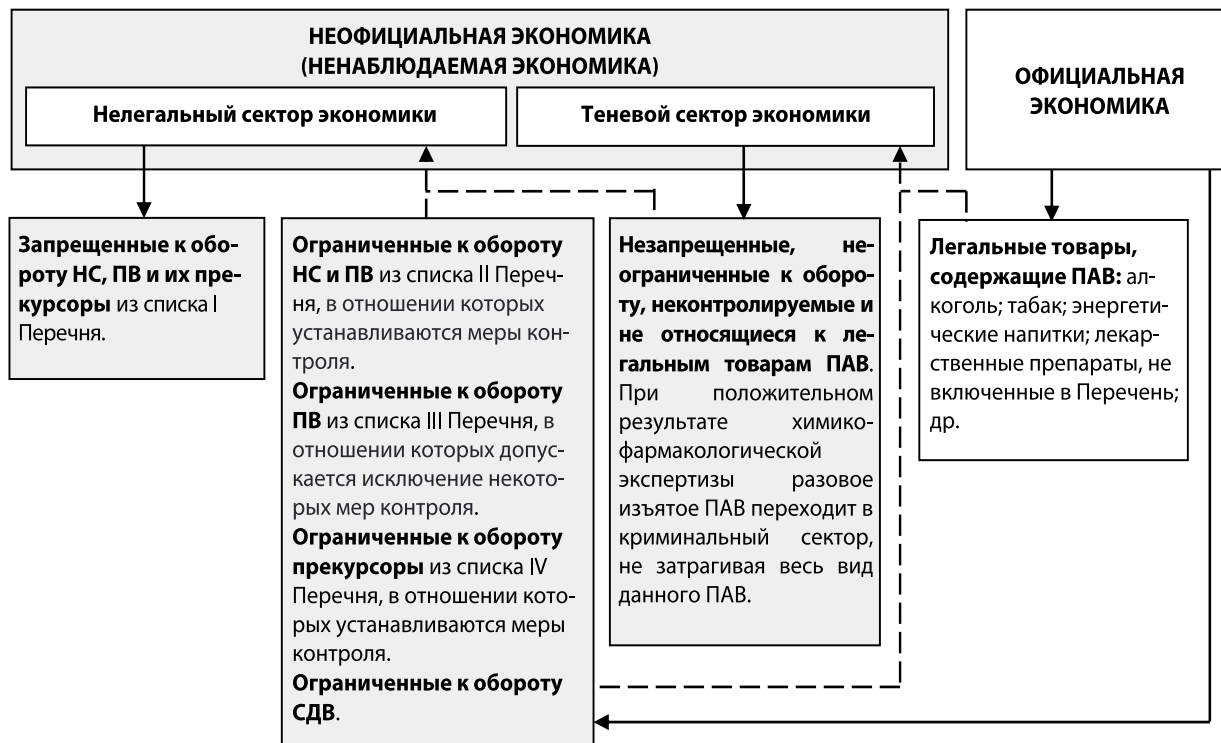 НЕОФИЦИАЛЬНАЯ ЭКОНОМИКА
(НЕНАБЛЮДАЕМАЯ ЭКОНОМИКА)
Нелегальный сектор экономики
Теневой сектор экономики
ОФИЦИАЛЬНАЯ
ЭКОНОМИКА
Запрещенные к обо-
роту НС, ПВ и их пре-
курсоры из списка I
Перечня.
Ограниченные к обороту
НС и ПВ из списка II Переч-
ня, в отношении которых
устанавливаются меры кон-
троля.
Ограниченные к обороту
ПВ из списка III Перечня, в
отношении которых допус-
кается исключение некото-
рых мер контроля.
Ограниченные к обороту
прекурсоры из списка IV
Перечня, в отношении кото-
рых устанавливаются меры
контроля.
Ограниченные к обороту
СДВ.
Незапрещенные, не-
ограниченные к оборо-
ту, неконтролируемые и
не относящиеся к ле-
гальным товарам ПАВ.
При положительном
результате химико-
фармакологической
экспертизы разовое
изъятое ПАВ переходит в
криминальный сектор,
не затрагивая весь вид
данного ПАВ.
Легальные товары,
содержащие ПАВ: ал-
коголь; табак; энергети-
ческие напитки; лекар-
ственные препараты, не
включенные в Перечень;
др.